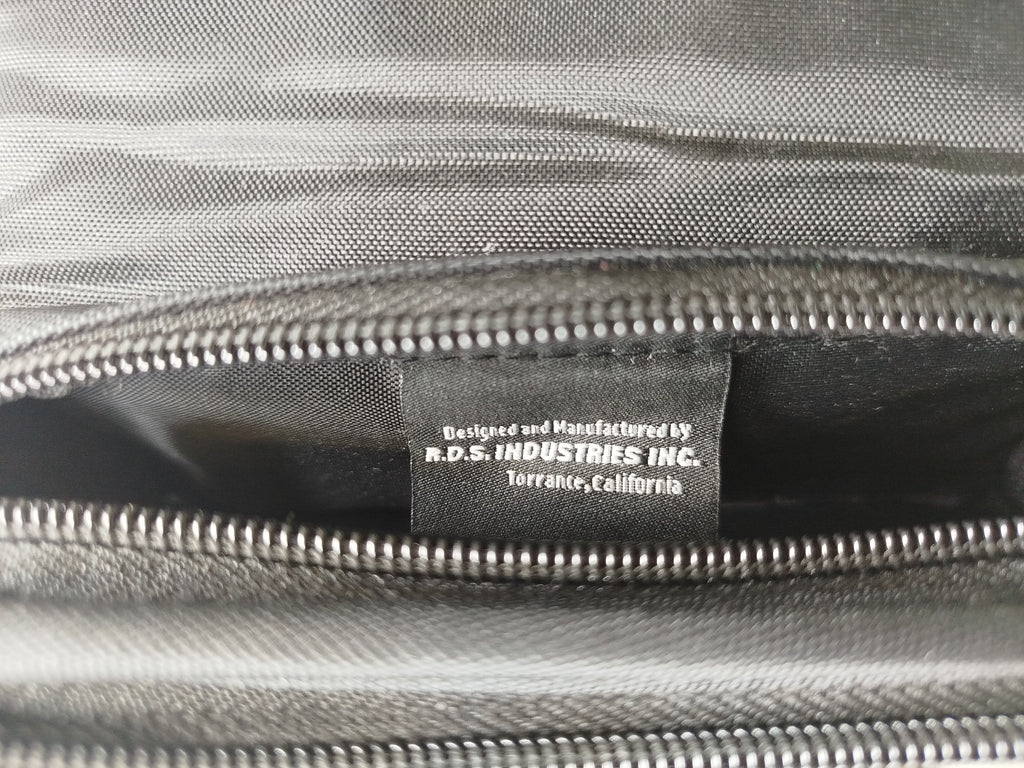 Designed and Manufactured by
R.D.S. INDUSTRIES INC.
Torrance, California